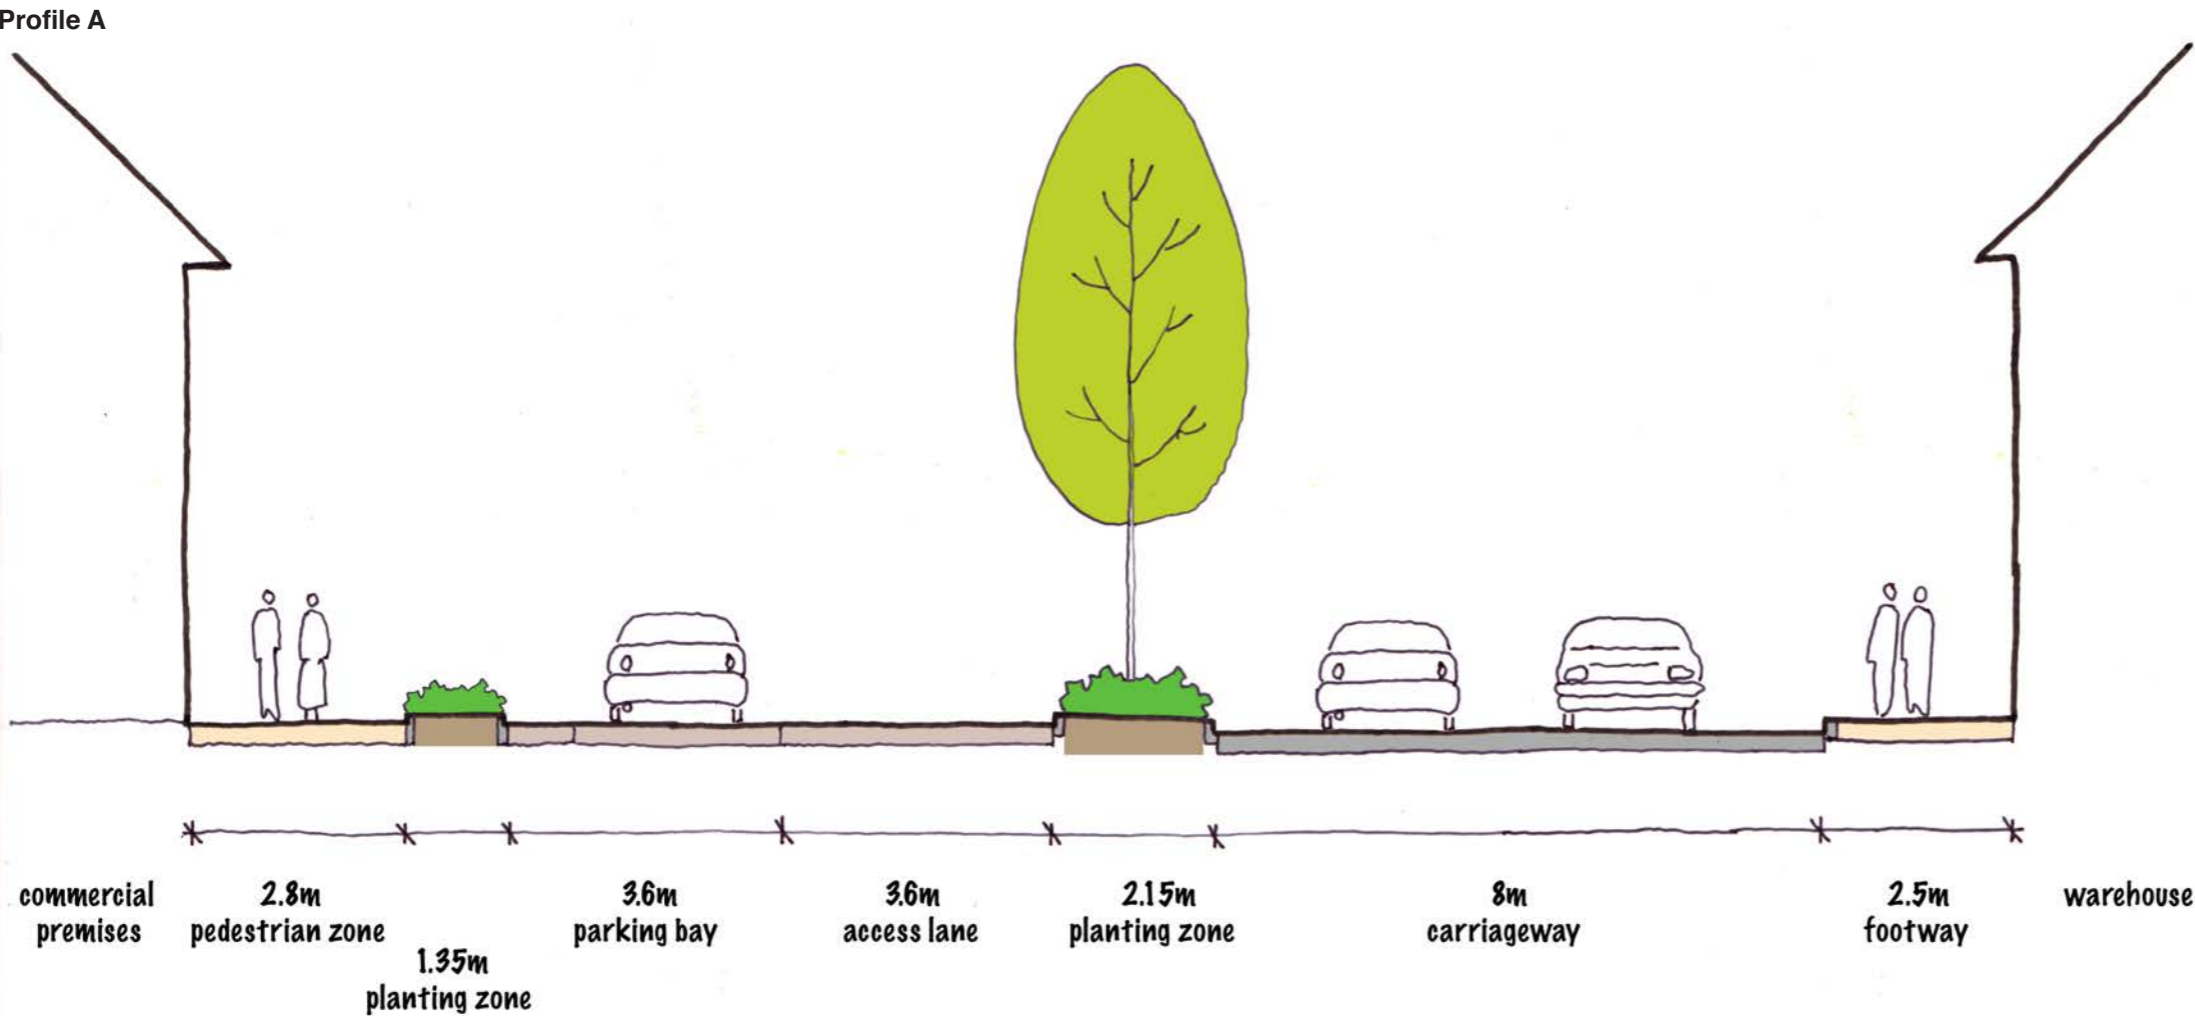 Profile A
commercial
premises
2.8m
pedestrian zone
1.35m
planting zone
3.6m
parking bay
3.6m
access lane
2.15m
planting zone
8m
carriageway
2.5m
footway
warehouse